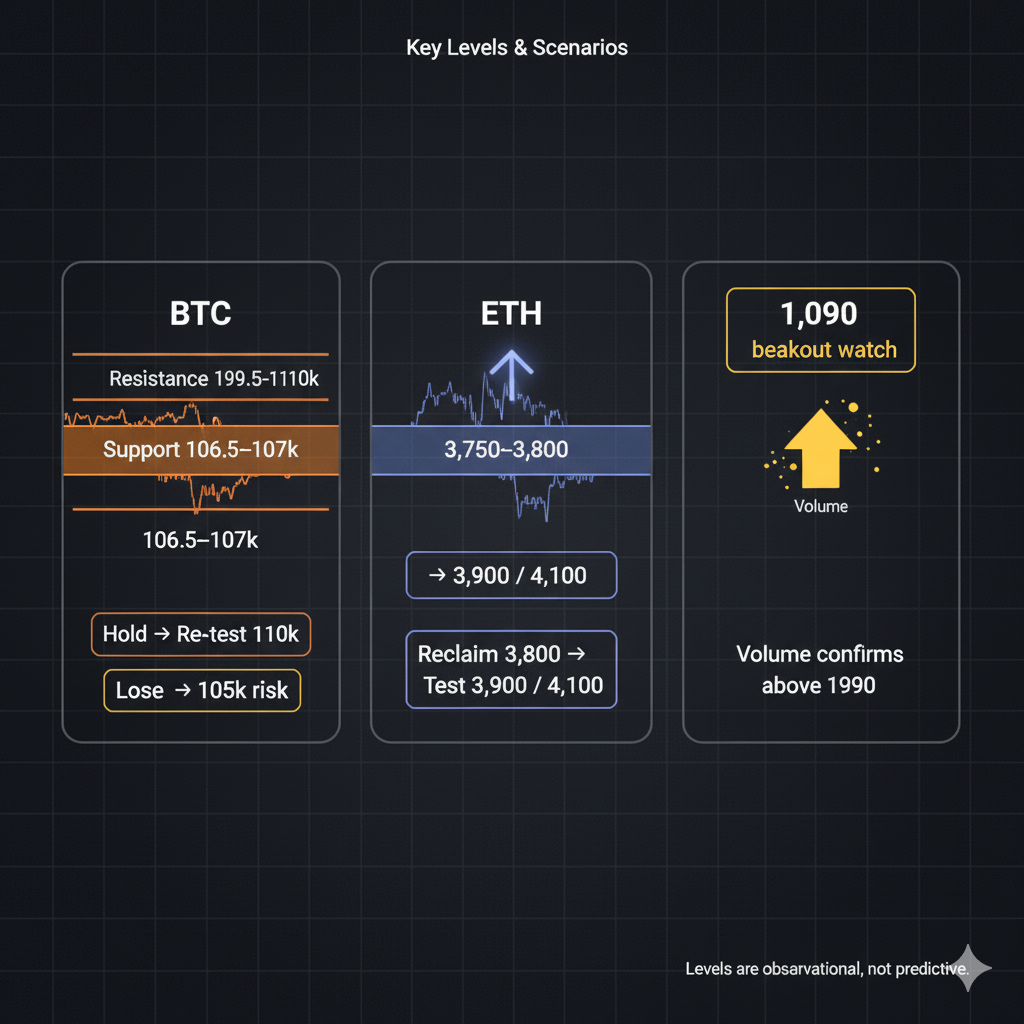 Key Levels & Scenarios
BTC
Resistance 199.5-1110k
Support 106.5–107k
106.5–107k
Hold → Re-test 110k
Lose → 105k risk
ETH
3,750–3,800
→ 3,900 / 4,100
Reclaim 3,800 →
Test 3,900 / 4,100
1,090
beakout watch
Volume
Volume confirms
above 1990
Levels are obsarvational, not predictive.